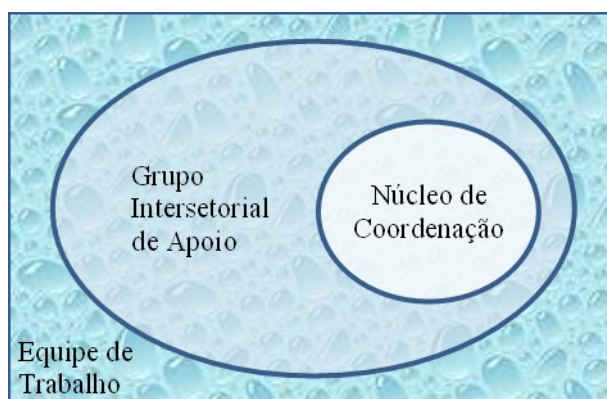 Grupo
Intersetorial
de Apoio
Núcleo de
Coordenação
Equipe de
Trabalho